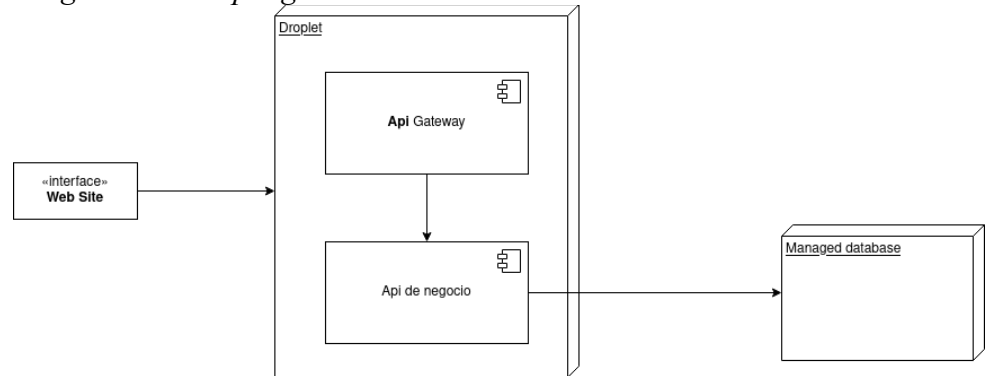 Droplet
Api Gateway
«interface»
Web Site
Managed database
Api de negocio